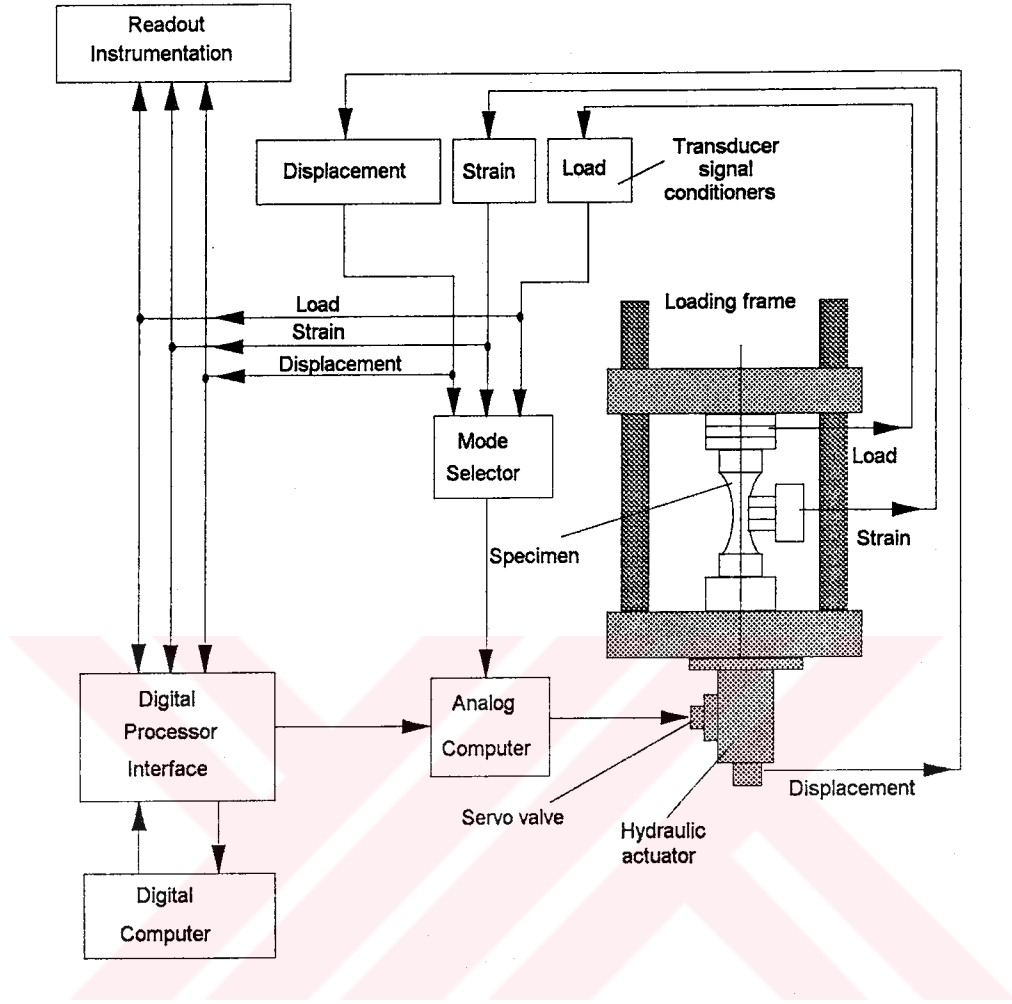 Readout
Instrumentation
Displacement
Strain
Load
Transducer
signal
conditioners
Load
Strain
Displacement
Loading frame
Mode
Selector
Load
Strain
Specimen
Digital
Processor
Interface
Analog
Computer
Displacement
Servo valve
Hydraulic
actuator
Digital
Computer